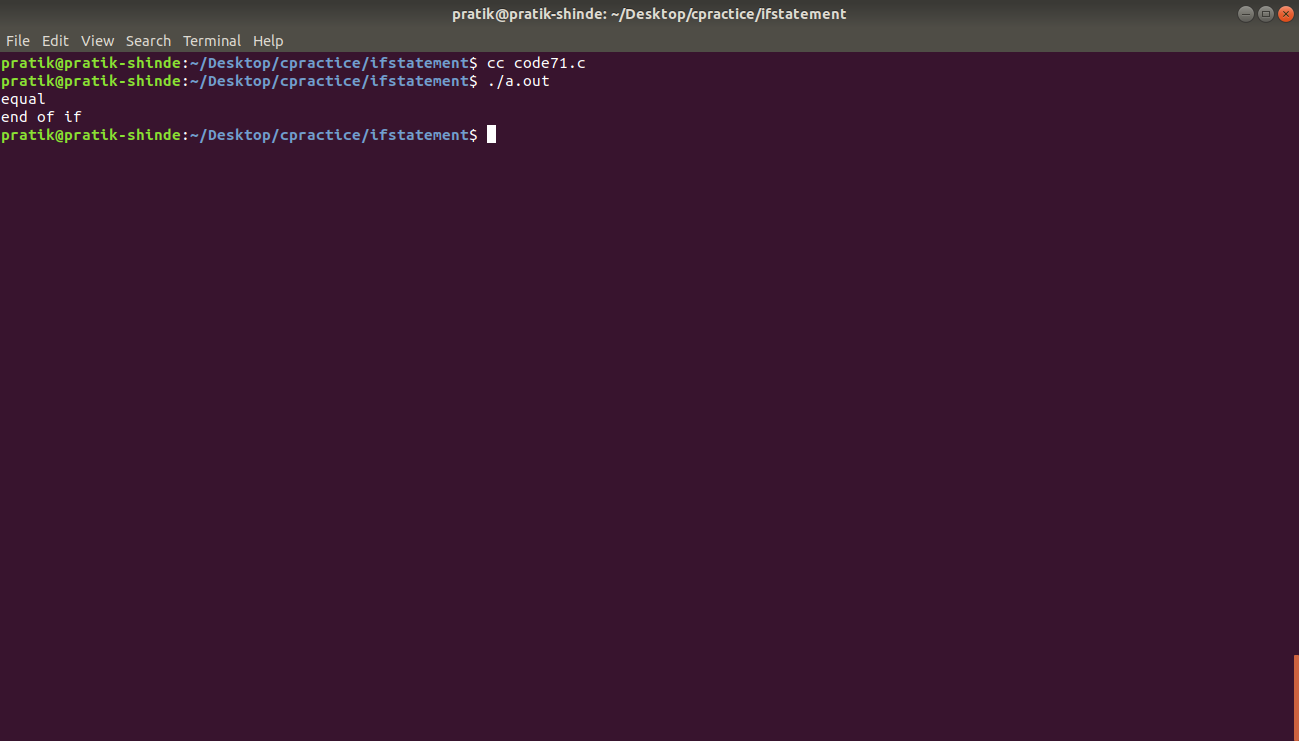 pratik@pratik-shinde: ~/Desktop/cpractice/ifstatement
File Edit View Search Terminal Help
pratik@pratik-shinde:~/Desktop/cpractice/ifstatement$ cc code71.c
pratik@pratik-shinde:~/Desktop/cpractice/ifstatement$ ./a.out
equal
end of if
pratik@pratik-shinde:~/Desktop/cpractice/ifstatement$